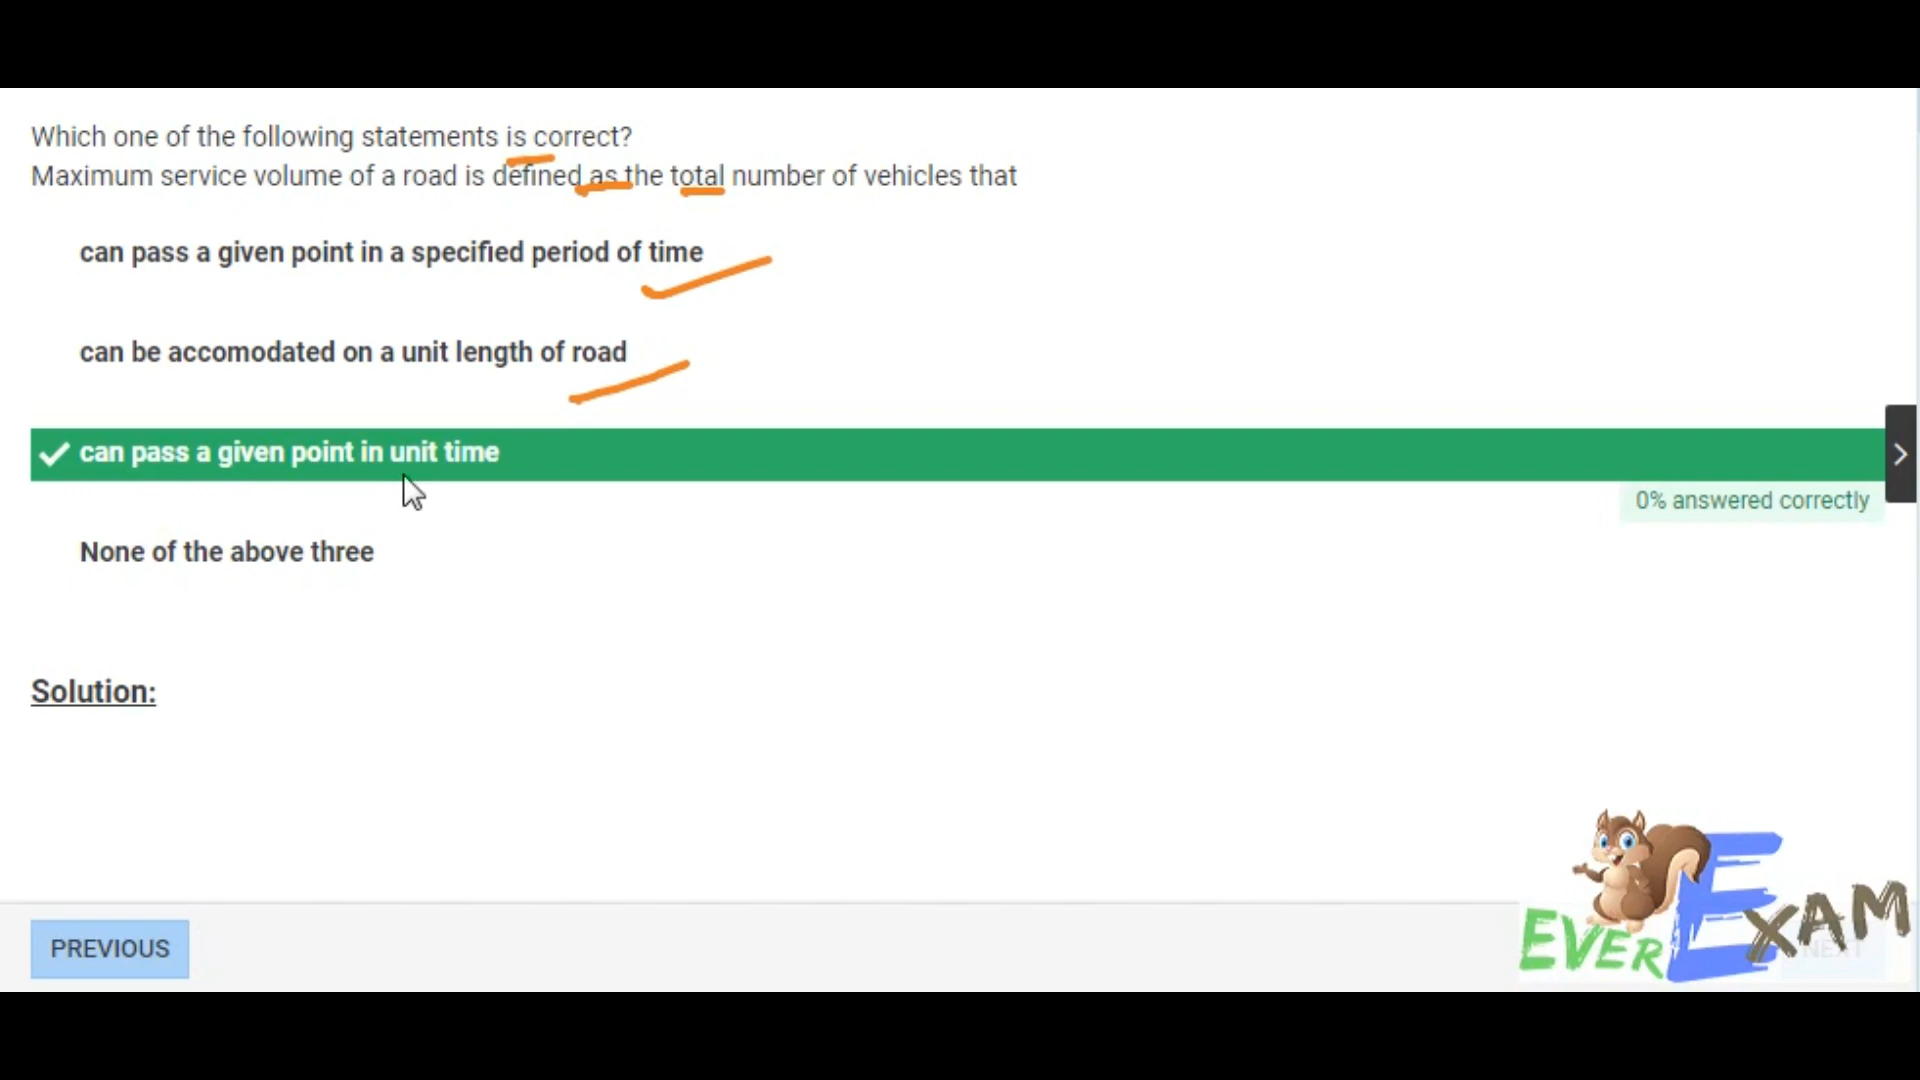 Which one of the following statements is correct?
Maximum service volume of a road is defined as the total number of vehicles that
can pass a given point in a specified period of time
can be accomodated on a unit length of road
can pass a given point in unit time
0% answered correctly
None of the above three
Solution:
PREVIOUS
NEXT
EVER EXAM